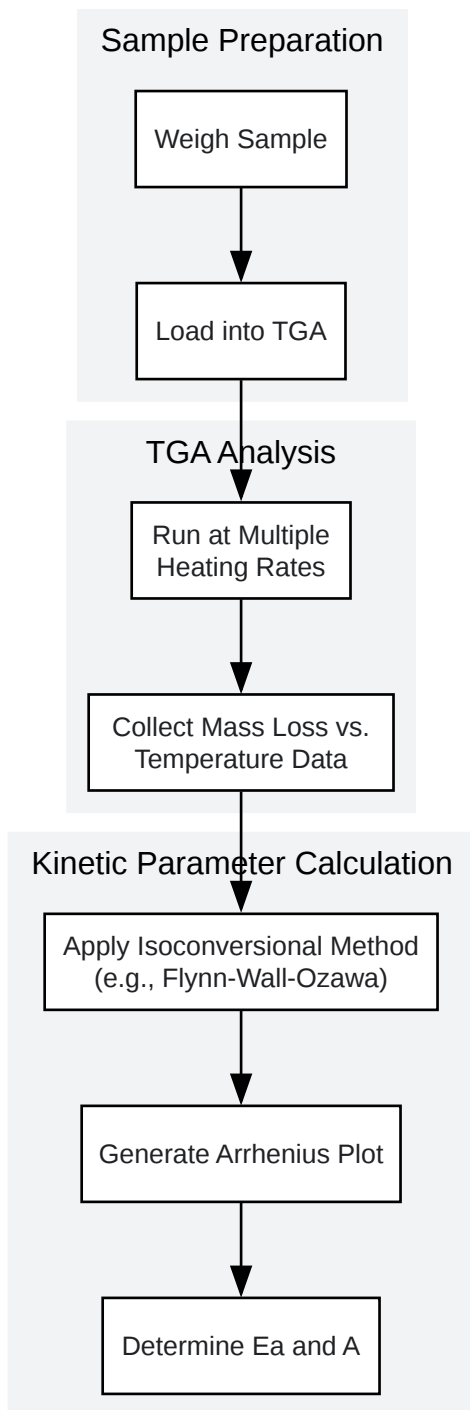 Sample Preparation
Weigh Sample
Load into TGA
TGA Analysis
Run at Multiple
Heating Rates
Collect Mass Loss vs.
Temperature Data
Kinetic Parameter Calculation
Apply Isoconversional Method
(e.g., Flynn-Wall-Ozawa)
Generate Arrhenius Plot
Determine Ea and A